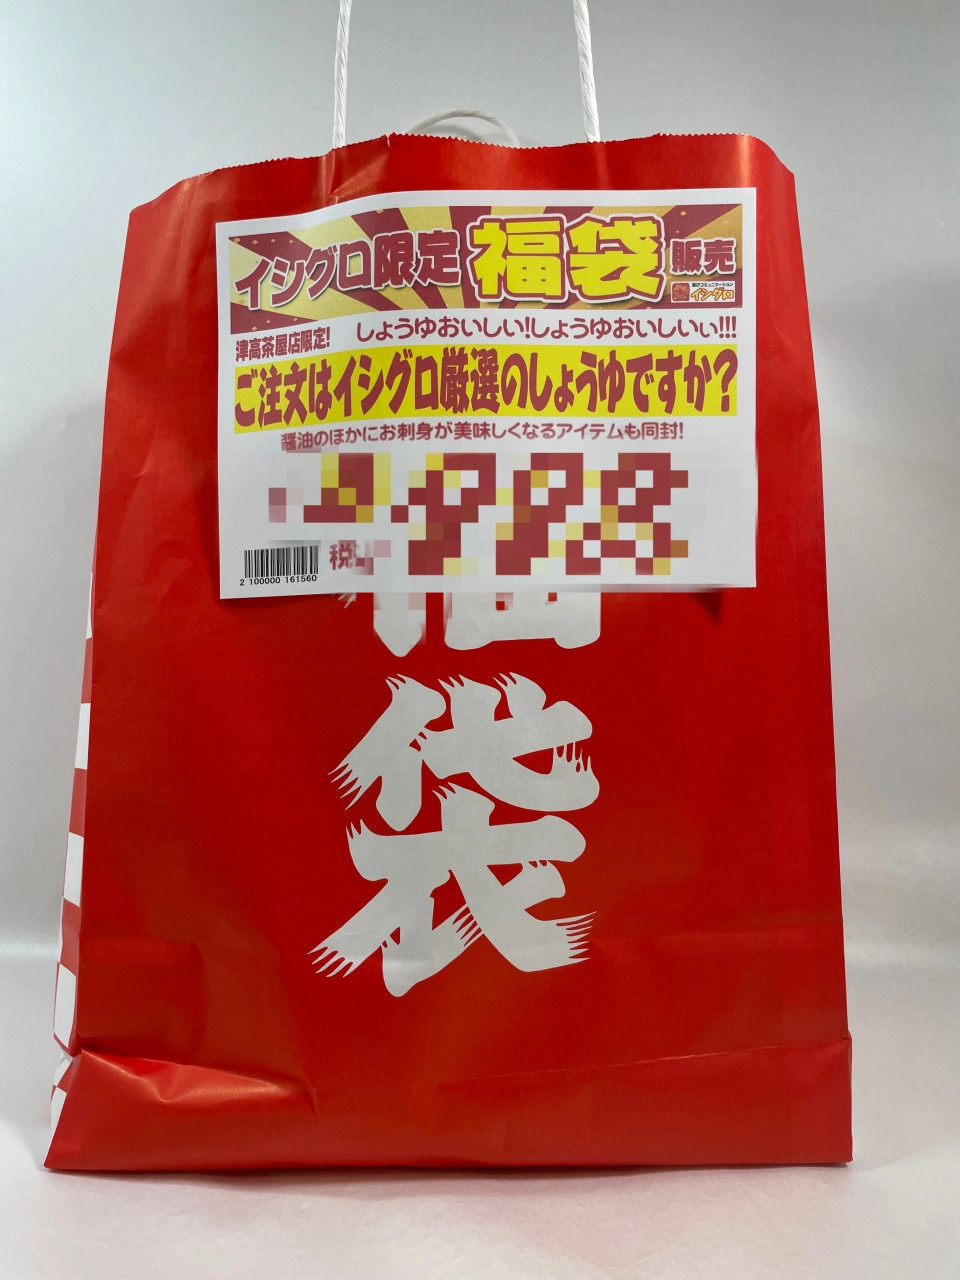 イシグロ限定 福袋 販売
遊びコミュニケーション
イシグロ
津高茶屋店限定! しょうゆおいしい!しょうゆおいしいぃ!!!
ご注文はイシグロ厳選のしょうゆですか?
醤油のほかにお刺身が美味しくなるアイテムも同封!
税
2 100000 161560
福
袋